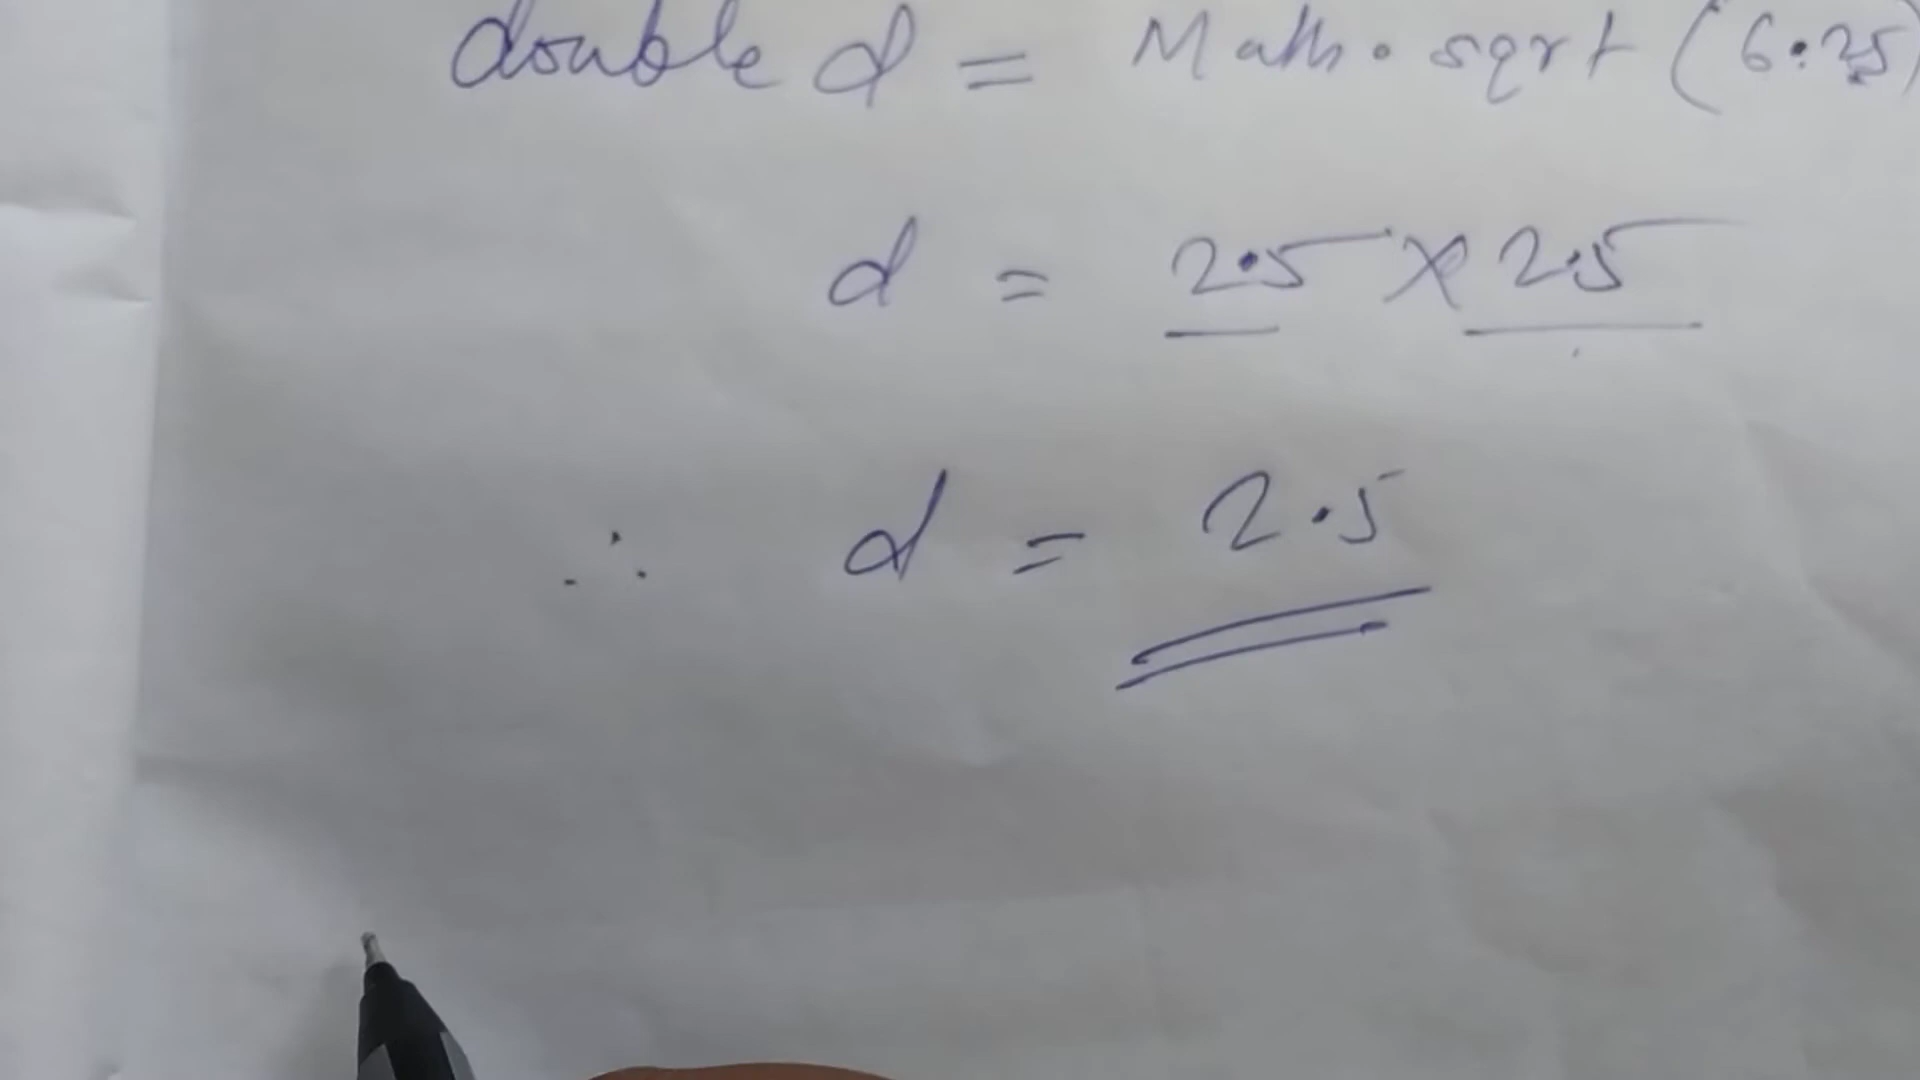 double d = Math.sqrt(6.25)
d = 2.5 × 2.5
∴ d = 2.5